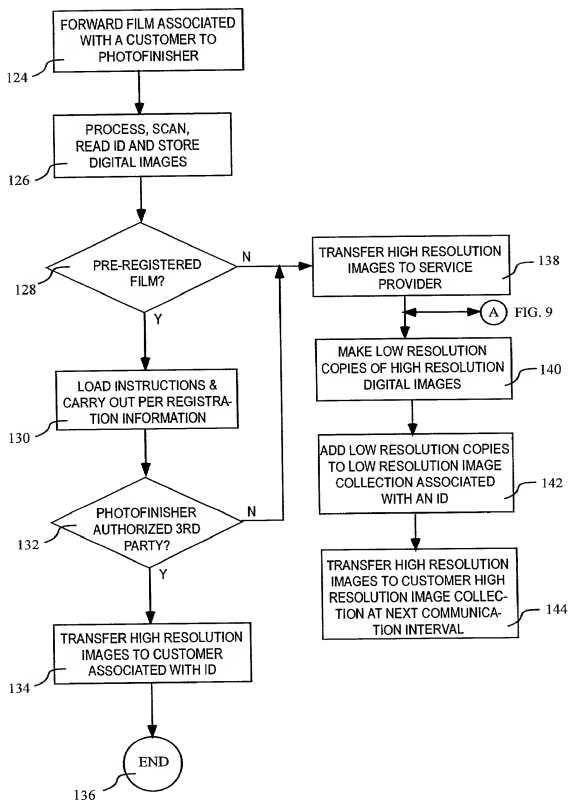 FORWARD FILM ASSOCIATED
WITH A CUSTOMER TO
PHOTOFINISHER
124
PROCESS, SCAN,
READ ID AND STORE
DIGITAL IMAGES
126
PRE-REGISTERED
FILM?
128
N
Y
LOAD INSTRUCTIONS &
CARRY OUT PER REGISTRA-
TION INFORMATION
130
PHOTOFINISHER
AUTHORIZED 3RD
PARTY?
132
N
Y
TRANSFER HIGH RESOLUTION
IMAGES TO CUSTOMER
ASSOCIATED WITH ID
134
END
136
TRANSFER HIGH RESOLUTION
IMAGES TO SERVICE
PROVIDER
138
A FIG. 9
MAKE LOW RESOLUTION
COPIES OF HIGH RESOLUTION
DIGITAL IMAGES
140
ADD LOW RESOLUTION COPIES
TO LOW RESOLUTION IMAGE
COLLECTION ASSOCIATED
WITH AN ID
142
TRANSFER HIGH RESOLUTION
IMAGES TO CUSTOMER HIGH
RESOLUTION IMAGE COLLEC-
TION AT NEXT COMMUNICA-
TION INTERVAL
144